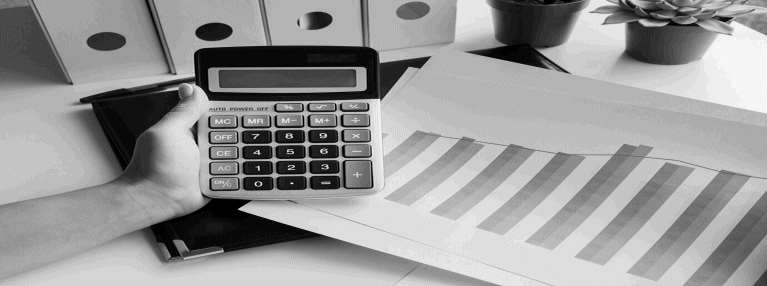 AUTO POWER OFF % √ +/-
MC MR M− M+ ÷
OFF 7 8 9 ×
CE 4 5 6 −
AC 1 2 3
0 . = +